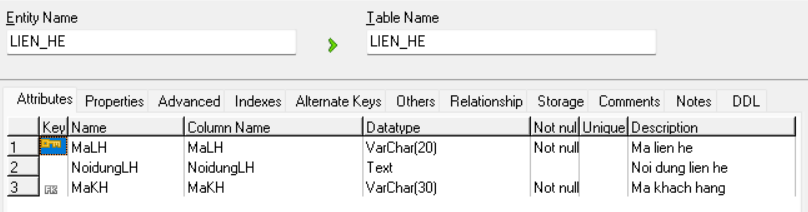 Entity Name Table Name
LIEN_HE LIEN_HE
Attributes Properties Advanced Indexes Alternate Keys Others Relationship Storage Comments Notes DDL
Key Name Column Name Datatype Not nul Unique Description
1 MaLH MaLH VarChar(20) Not null Ma lien he
2 NoidungLH NoidungLH Text Noi dung lien he
3 FK MaKH MaKH VarChar(30) Not null Ma khach hang